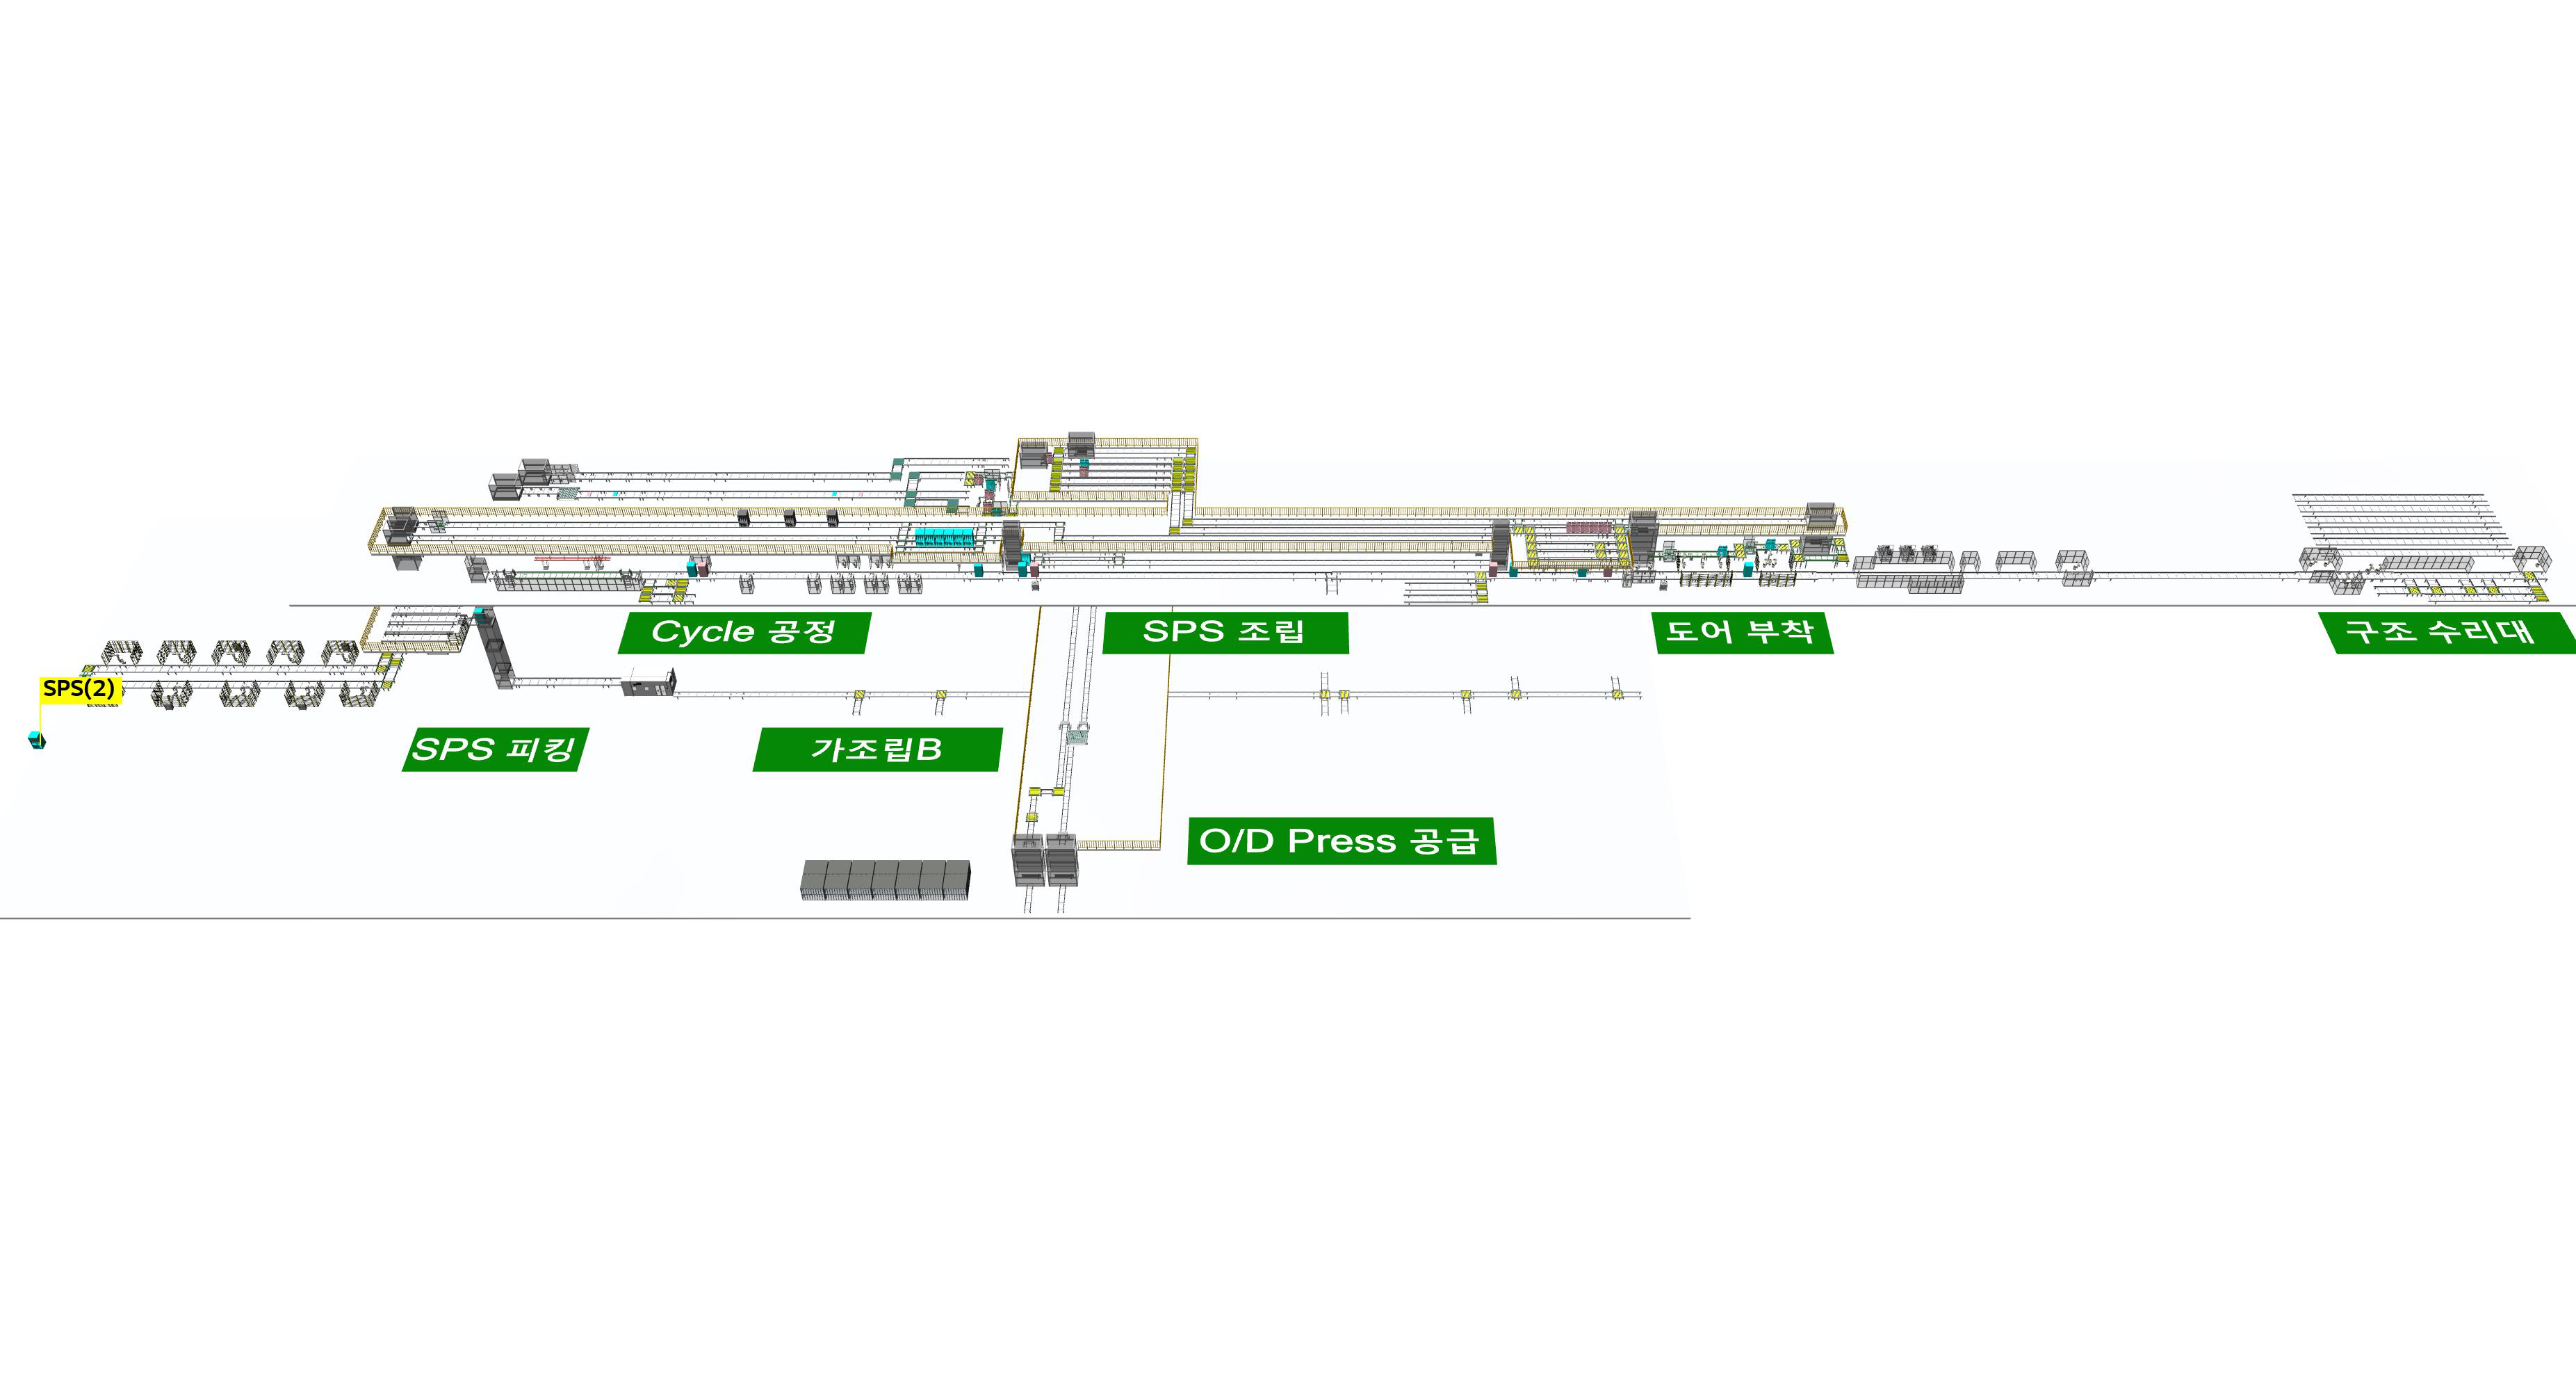 Cycle 공정
SPS 조립
도어 부착
구조 수리대
SPS(2)
SPS 피킹
가조립B
O/D Press 공급